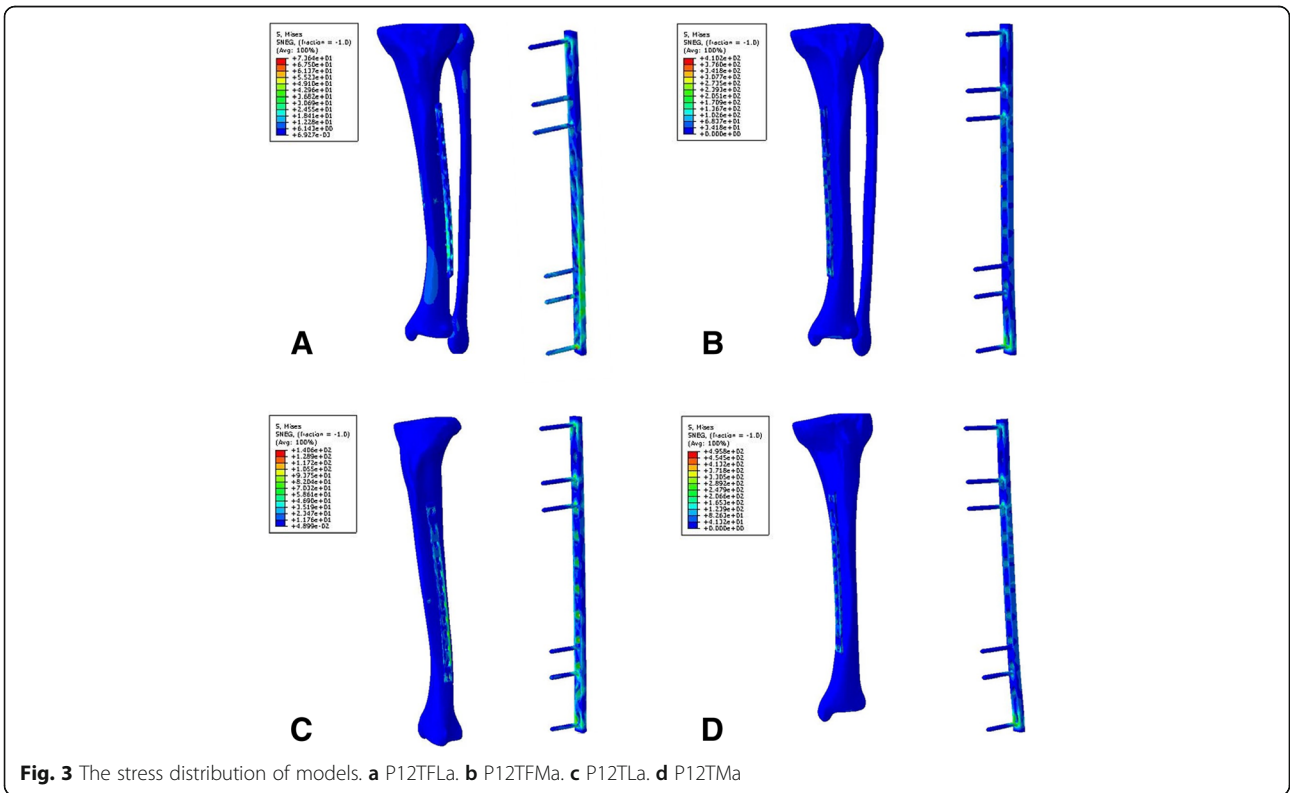 S, Mises
SNEG, (fraction = -1.0)
(Avg: 100%)
+7.364e+01
+6.750e+01
+6.137e+01
+5.523e+01
+4.910e+01
+4.296e+01
+3.682e+01
+3.069e+01
+2.455e+01
+1.841e+01
+1.228e+01
+6.143e+00
+6.927e-03
A
S, Mises
SNEG, (fraction = -1.0)
(Avg: 100%)
+4.102e+02
+3.760e+02
+3.418e+02
+3.077e+02
+2.735e+02
+2.393e+02
+2.051e+02
+1.709e+02
+1.367e+02
+1.026e+02
+6.837e+01
+3.418e+01
+0.000e+00
B
S, Mises
SNEG, (fraction = -1.0)
(Avg: 100%)
+1.406e+02
+1.289e+02
+1.172e+02
+1.055e+02
+9.375e+01
+8.204e+01
+7.032e+01
+5.861e+01
+4.690e+01
+3.519e+01
+2.347e+01
+1.176e+01
+4.899e-02
C
S, Mises
SNEG, (fraction = -1.0)
(Avg: 100%)
+4.958e+02
+4.545e+02
+4.132e+02
+3.718e+02
+3.305e+02
+2.892e+02
+2.479e+02
+2.066e+02
+1.653e+02
+1.239e+02
+8.263e+01
+4.132e+01
+0.000e+00
D
Fig. 3 The stress distribution of models. a P12TFLa. b P12TFMa. c P12TLa. d P12TMa